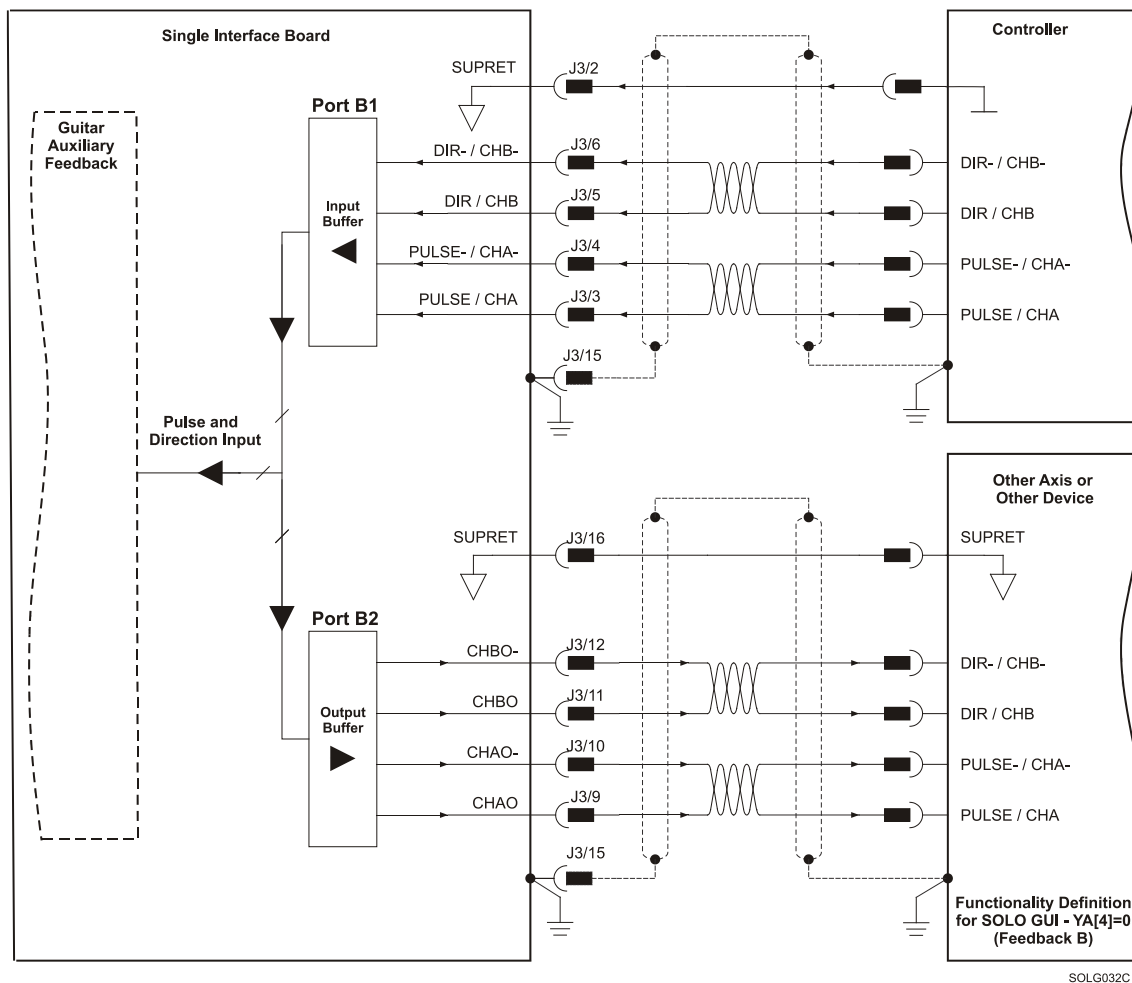 Single Interface Board
Controller
SUPRET
J3/2
Port B1
Guitar
Auxiliary
Feedback
DIR- / CHB-
J3/6
DIR- / CHB-
Input
Buffer
DIR / CHB
J3/5
DIR / CHB
PULSE- / CHA-
J3/4
PULSE- / CHA-
PULSE / CHA
J3/3
PULSE / CHA
J3/15
Pulse and
Direction Input
Other Axis or
Other Device
SUPRET
J3/16
SUPRET
Port B2
CHBO-
J3/12
DIR- / CHB-
Output
Buffer
CHBO
J3/11
DIR / CHB
CHAO-
J3/10
PULSE- / CHA-
CHAO
J3/9
PULSE / CHA
J3/15
Functionality Definition
for SOLO GUI - YA[4]=0
(Feedback B)
SOLG032C